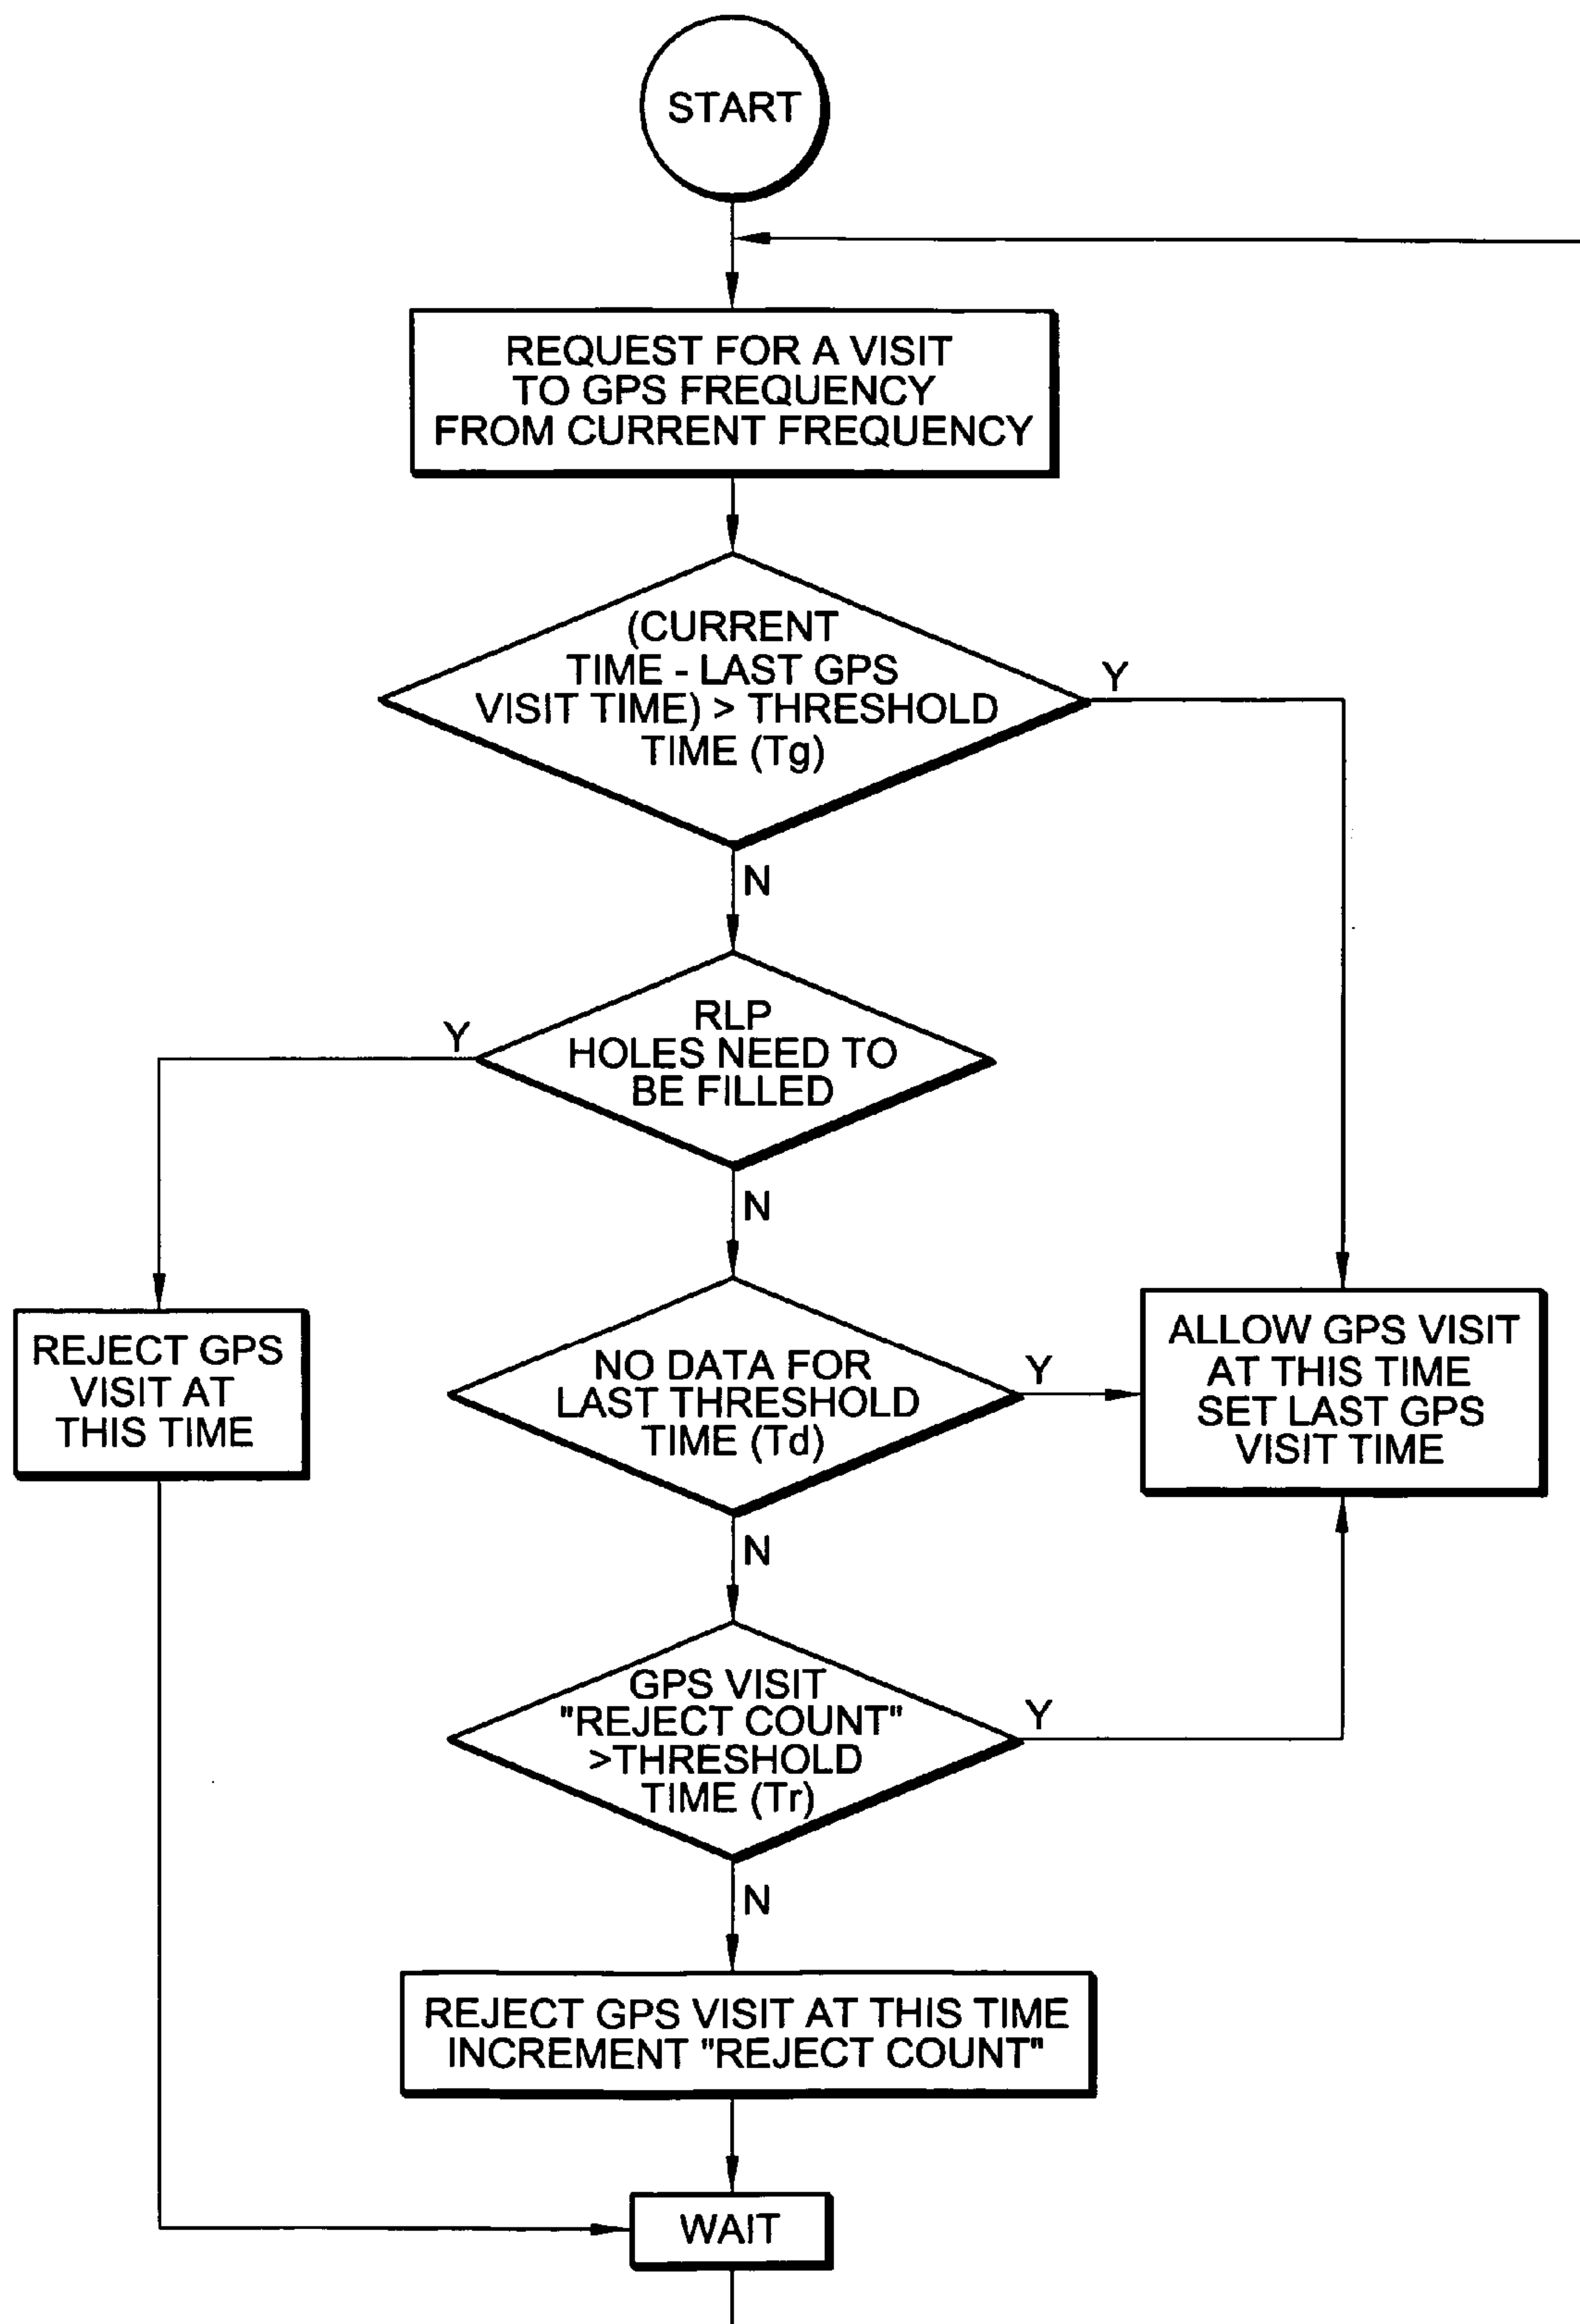 START
REQUEST FOR A VISIT
TO GPS FREQUENCY
FROM CURRENT FREQUENCY
(CURRENT
TIME - LAST GPS
VISIT TIME) > THRESHOLD
TIME (Tg)
Y
N
RLP
HOLES NEED TO
BE FILLED
Y
N
REJECT GPS
VISIT AT
THIS TIME
NO DATA FOR
LAST THRESHOLD
TIME (Td)
Y
ALLOW GPS VISIT
AT THIS TIME
SET LAST GPS
VISIT TIME
N
GPS VISIT
"REJECT COUNT"
>THRESHOLD
TIME (Tr)
Y
N
REJECT GPS VISIT AT THIS TIME
INCREMENT "REJECT COUNT"
WAIT